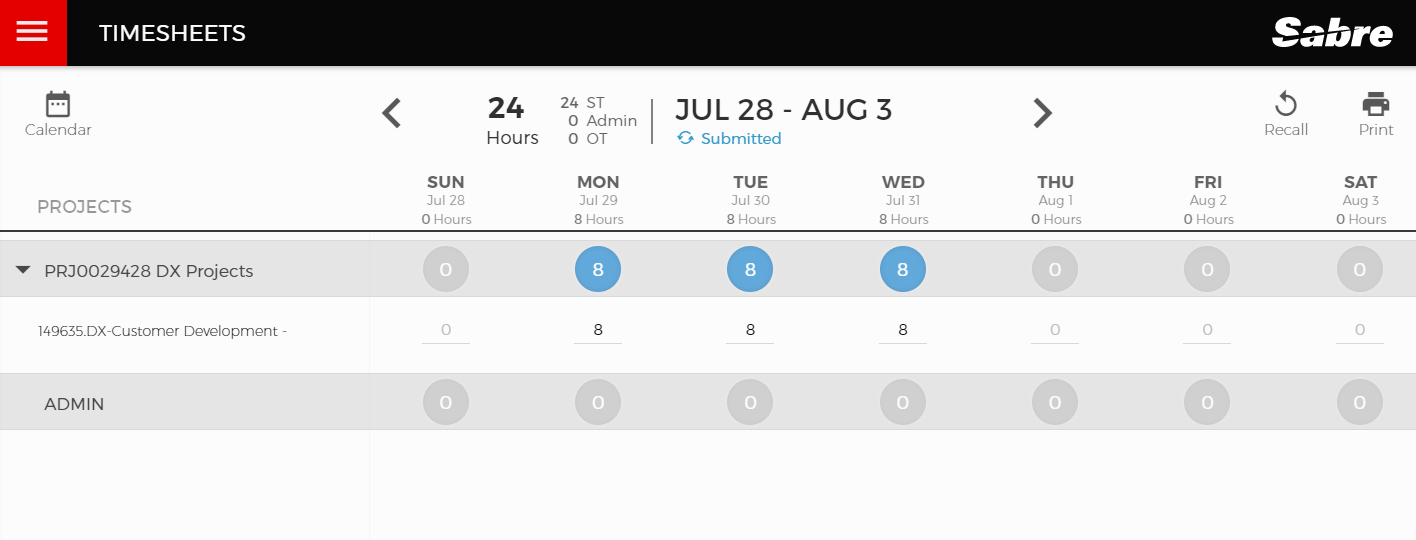 TIMESHEETS
Sabre
Calendar
24
Hours
24 ST
0 Admin
0 OT
JUL 28 - AUG 3
Submitted
Recall
Print
PROJECTS
SUN MON TUE WED THU FRI SAT
Jul 28 Jul 29 Jul 30 Jul 31 Aug 1 Aug 2 Aug 3
0 Hours 8 Hours 8 Hours 8 Hours 0 Hours 0 Hours 0 Hours
PRJ0029428 DX Projects 0 8 8 8 0 0 0
149635.DX-Customer Development - 0 8 8 8 0 0 0
ADMIN 0 0 0 0 0 0 0